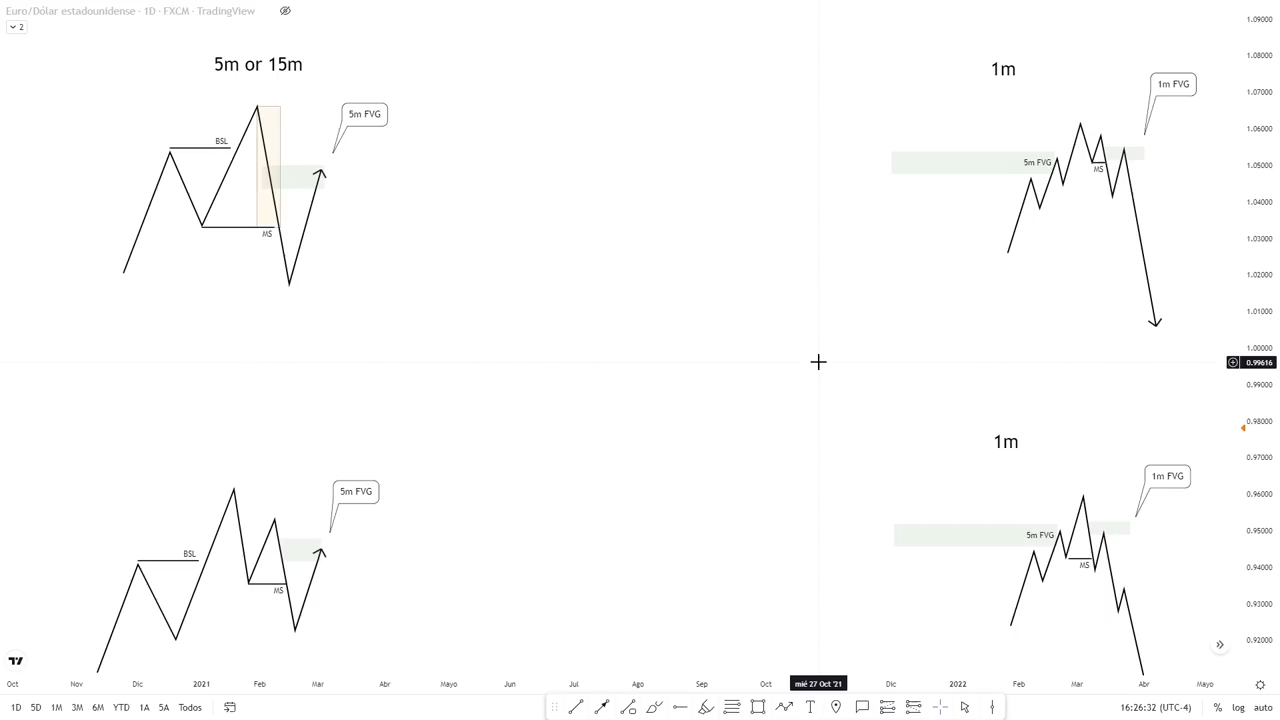 Euro/Dólar estadounidense · 1D · FXCM · TradingView
2
5m or 15m
5m FVG
BSL
MS
1m
1m FVG
5m FVG
MS
5m FVG
BSL
MS
1m
1m FVG
5m FVG
MS
1.09000
1.08000
1.07000
1.06000
1.05000
1.04000
1.03000
1.02000
1.01000
1.00000
0.99616
0.99000
0.98000
0.97000
0.96000
0.95000
0.94000
0.93000
0.92000
Oct Nov Dic 2021 Feb Mar Abr Mayo Jun Jul Ago Sep Oct mié 27 Oct '21 Dic 2022 Feb Mar Abr Mayo
1D 5D 1M 3M 6M YTD 1A 5A Todos 16:26:32 (UTC-4) % log auto